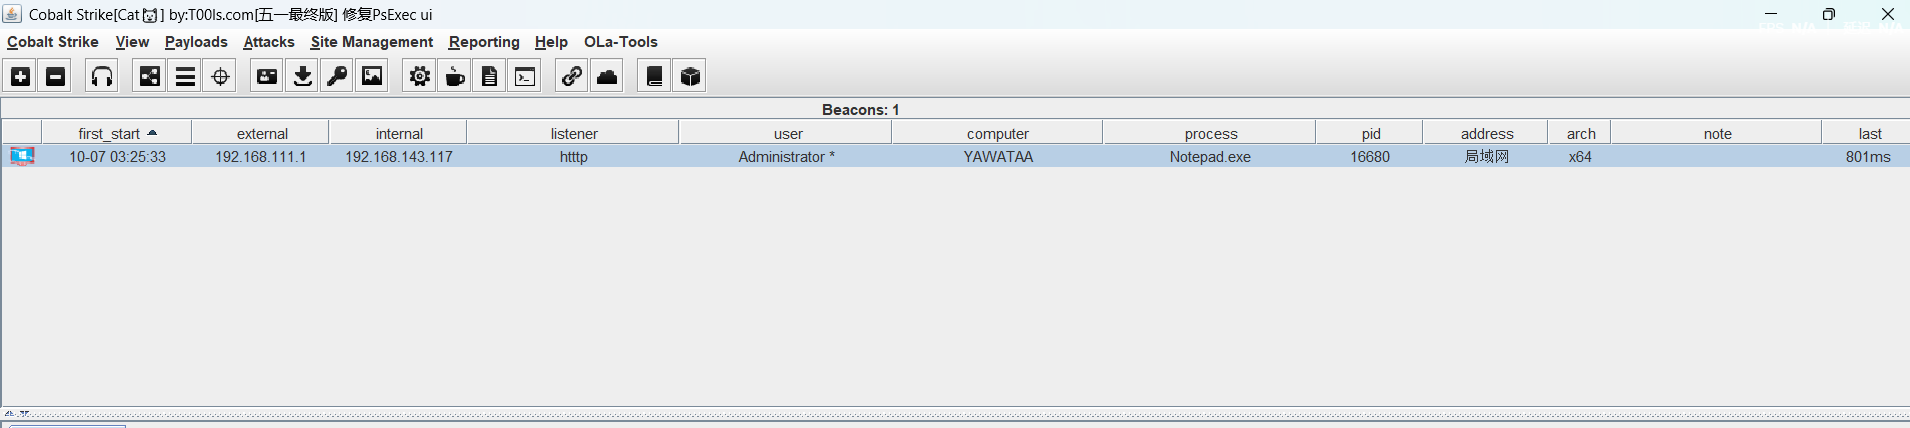 Cobalt Strike[Cat🐱] by:T00ls.com[五一最终版] 修复PsExec ui
Cobalt Strike View Payloads Attacks Site Management Reporting Help OLa-Tools
Beacons: 1
first_start external internal listener user computer process pid address arch note last
10-07 03:25:33 192.168.111.1 192.168.143.117 htttp Administrator * YAWATAA Notepad.exe 16680 局域网 x64 801ms